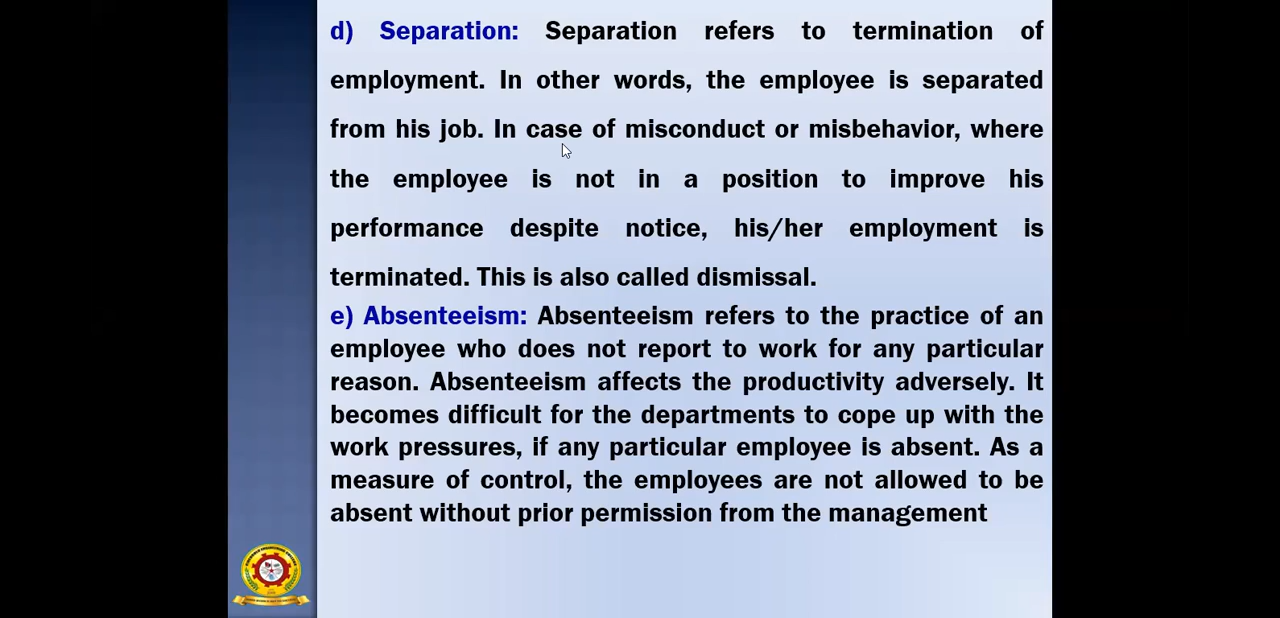 d) Separation: Separation refers to termination of
employment. In other words, the employee is separated
from his job. In case of misconduct or misbehavior, where
the employee is not in a position to improve his
performance despite notice, his/her employment is
terminated. This is also called dismissal.
e) Absenteeism: Absenteeism refers to the practice of an
employee who does not report to work for any particular
reason. Absenteeism affects the productivity adversely. It
becomes difficult for the departments to cope up with the
work pressures, if any particular employee is absent. As a
measure of control, the employees are not allowed to be
absent without prior permission from the management